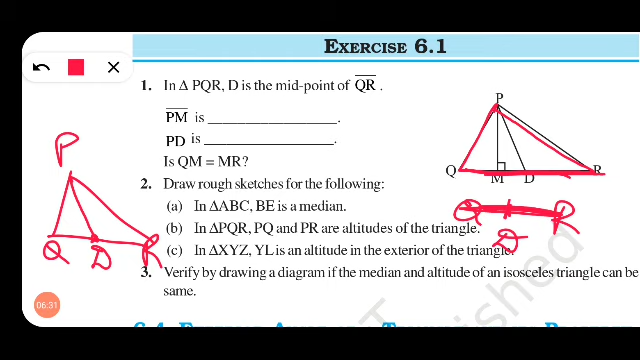 EXERCISE 6.1
1. In Δ PQR, D is the mid-point of QR .
PM is _______________.
PD is _______________.
Is QM = MR?
P
Q M D R
2. Draw rough sketches for the following:
(a) In ΔABC, BE is a median.
(b) In ΔPQR, PQ and PR are altitudes of the triangle.
(c) In ΔXYZ, YL is an altitude in the exterior of the triangle.
3. Verify by drawing a diagram if the median and altitude of an isosceles triangle can be
same.
P
Q D R
Q R
D
06:31